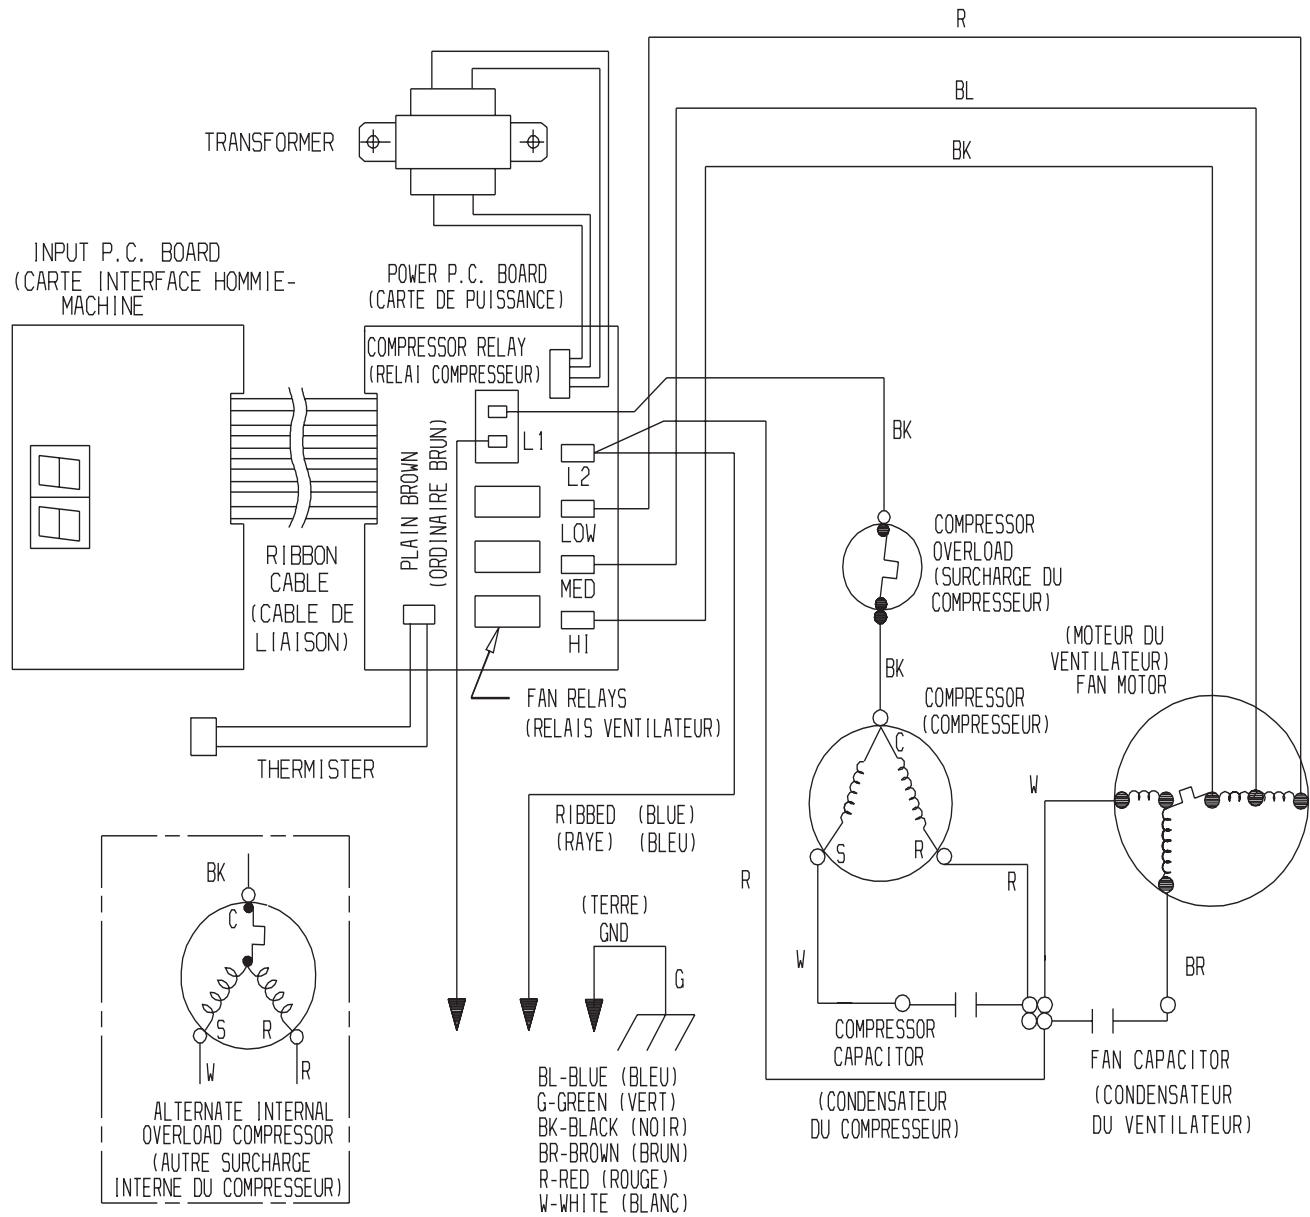 R
BL
BK
TRANSFORMER
INPUT P.C. BOARD
(CARTE INTERFACE HOMMIE-
MACHINE
POWER P.C. BOARD
(CARTE DE PUISSANCE)
COMPRESSOR RELAY
(RELAI COMPRESSEUR)
PLAIN BROWN
(ORDINAIRE BRUN)
L1
L2
LOW
MED
HI
RIBBON
CABLE
(CABLE DE
LIAISON)
FAN RELAYS
(RELAIS VENTILATEUR)
THERMISTER
BK
COMPRESSOR
OVERLOAD
(SURCHARGE DU
COMPRESSEUR)
BK
COMPRESSOR
(COMPRESSEUR)
C
S
R
(MOTEUR DU
VENTILATEUR)
FAN MOTOR
W
RIBBED (BLUE)
(RAYE) (BLEU)
R
R
W
BR
(TERRE)
GND
G
COMPRESSOR
CAPACITOR
(CONDENSATEUR
DU COMPRESSEUR)
FAN CAPACITOR
(CONDENSATEUR
DU VENTILATEUR)
BK
C
S
R
W
R
ALTERNATE INTERNAL
OVERLOAD COMPRESSOR
(AUTRE SURCHARGE
INTERNE DU COMPRESSEUR)
BL-BLUE (BLEU)
G-GREEN (VERT)
BK-BLACK (NOIR)
BR-BROWN (BRUN)
R-RED (ROUGE)
W-WHITE (BLANC)